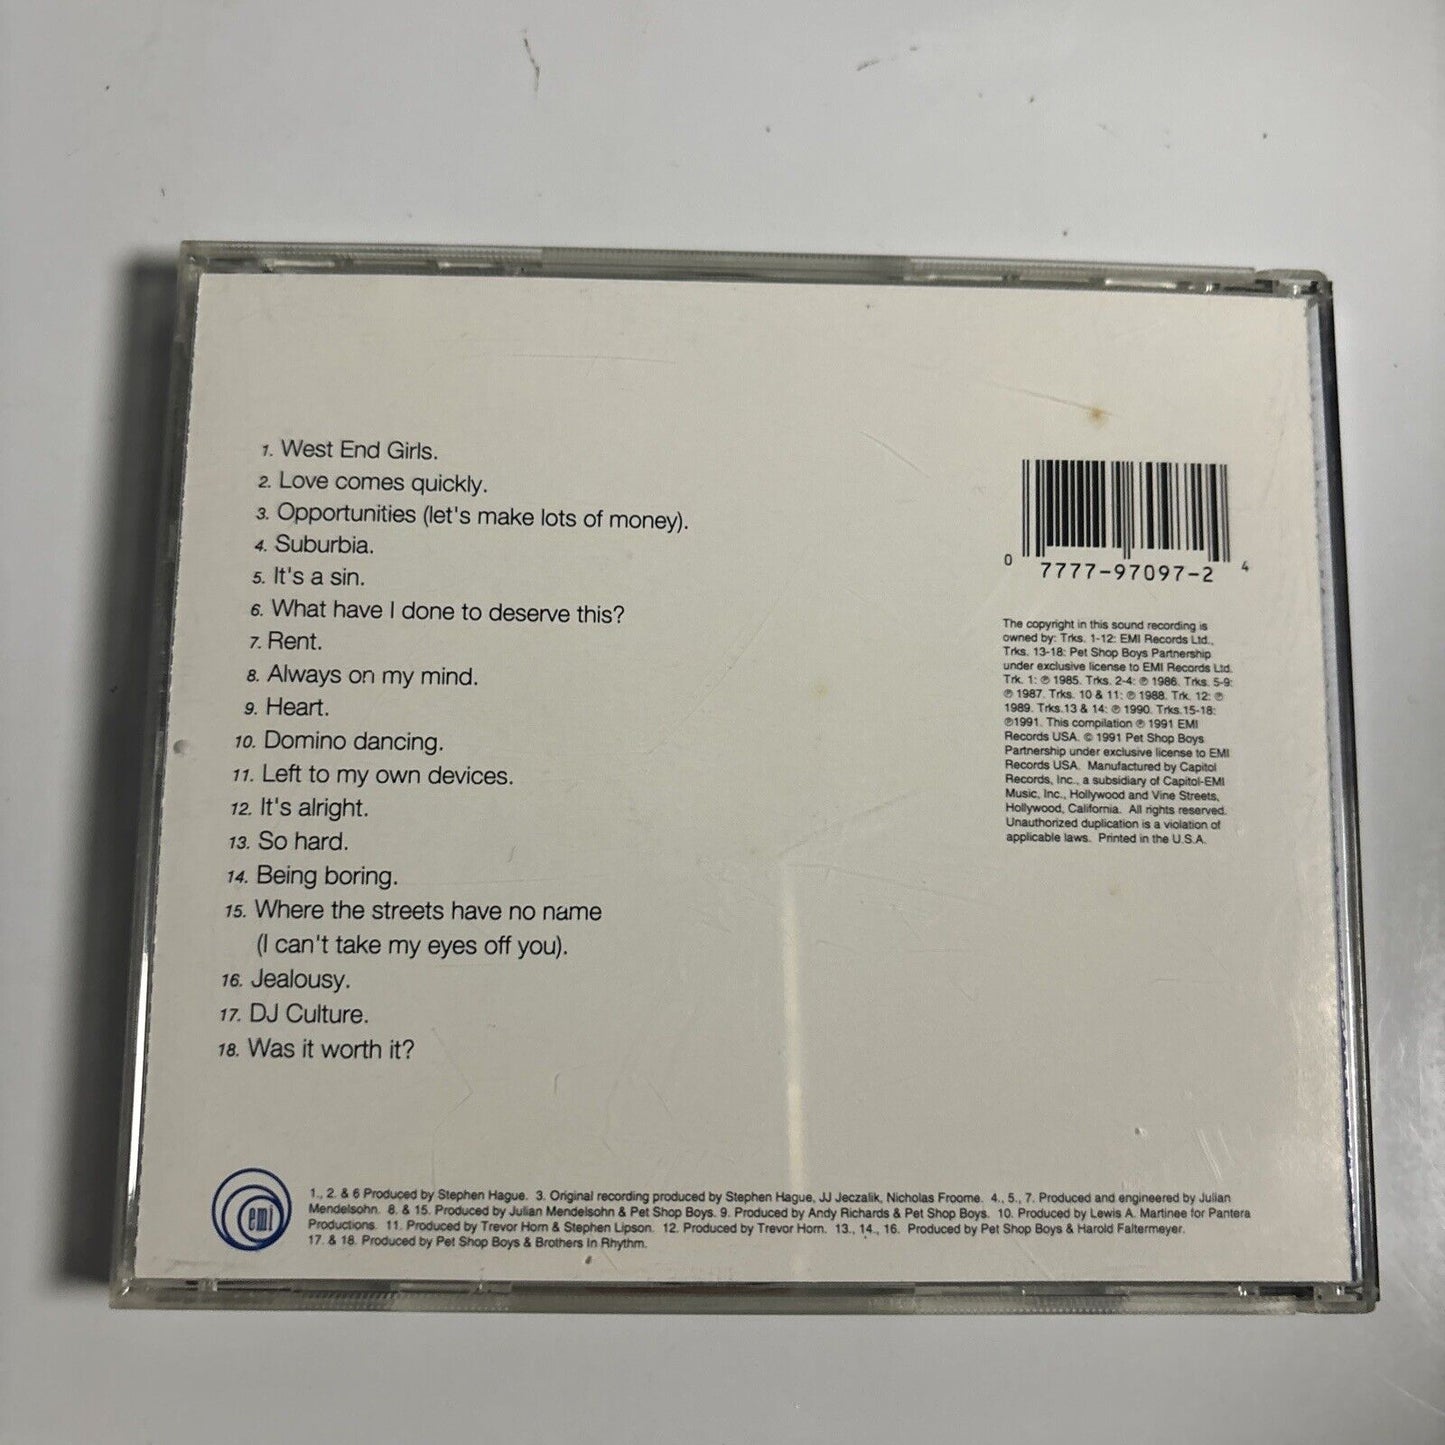 1. West End Girls.
2. Love comes quickly.
3. Opportunities (let's make lots of money).
4. Suburbia.
5. It's a sin.
6. What have I done to deserve this?
7. Rent.
8. Always on my mind.
9. Heart.
10. Domino dancing.
11. Left to my own devices.
12. It's alright.
13. So hard.
14. Being boring.
15. Where the streets have no name
(I can't take my eyes off you).
16. Jealousy.
17. DJ Culture.
18. Was it worth it?
0 7777-97097-2 4
The copyright in this sound recording is
owned by: Trks. 1-12: EMI Records Ltd.,
Trks. 13-18: Pet Shop Boys Partnership
under exclusive license to EMI Records Ltd.
Trk. 1: ℗ 1985. Trks. 2-4: ℗ 1986. Trks. 5-9:
℗ 1987. Trks. 10 & 11: ℗ 1988. Trk. 12: ℗
1989. Trks.13 & 14: ℗ 1990. Trks.15-18:
℗1991. This compilation ℗ 1991 EMI
Records USA. © 1991 Pet Shop Boys
Partnership under exclusive license to EMI
Records USA. Manufactured by Capitol
Records, Inc., a subsidiary of Capitol-EMI
Music, Inc., Hollywood and Vine Streets,
Hollywood, California. All rights reserved.
Unauthorized duplication is a violation of
applicable laws. Printed in the U.S.A.
emi
1., 2. & 6 Produced by Stephen Hague. 3. Original recording produced by Stephen Hague, JJ Jeczalik, Nicholas Froome. 4., 5., 7. Produced and engineered by Julian
Mendelsohn. 8. & 15. Produced by Julian Mendelsohn & Pet Shop Boys. 9. Produced by Andy Richards & Pet Shop Boys. 10. Produced by Lewis A. Martinee for Pantera
Productions. 11. Produced by Trevor Horn & Stephen Lipson. 12. Produced by Trevor Horn. 13., 14., 16. Produced by Pet Shop Boys & Harold Faltermeyer.
17. & 18. Produced by Pet Shop Boys & Brothers In Rhythm.